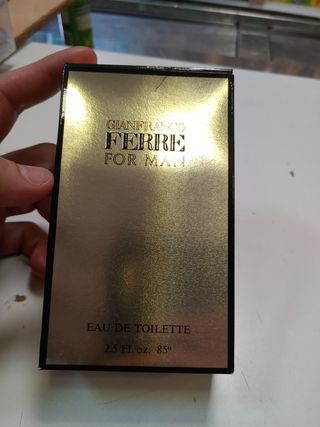 GIANFRANCO
FERRE
FOR MAN
EAU DE TOILETTE
2.5 Fl. oz. 85°